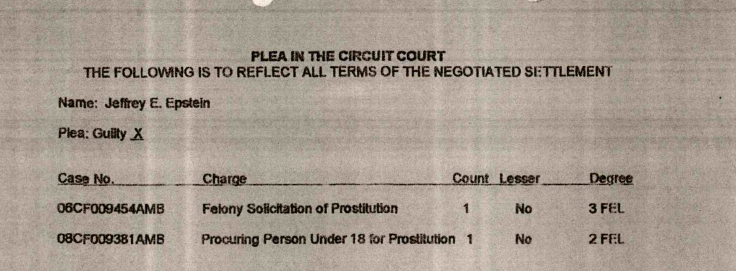 PLEA IN THE CIRCUIT COURT
THE FOLLOWING IS TO REFLECT ALL TERMS OF THE NEGOTIATED SETTLEMENT
Name: Jeffrey E. Epstein
Plea: Guilty X
Case No. Charge Count Lesser Degree
06CF009454AMB Felony Solicitation of Prostitution 1 No 3 FEL
08CF009381AMB Procuring Person Under 18 for Prostitution 1 No 2 FEL